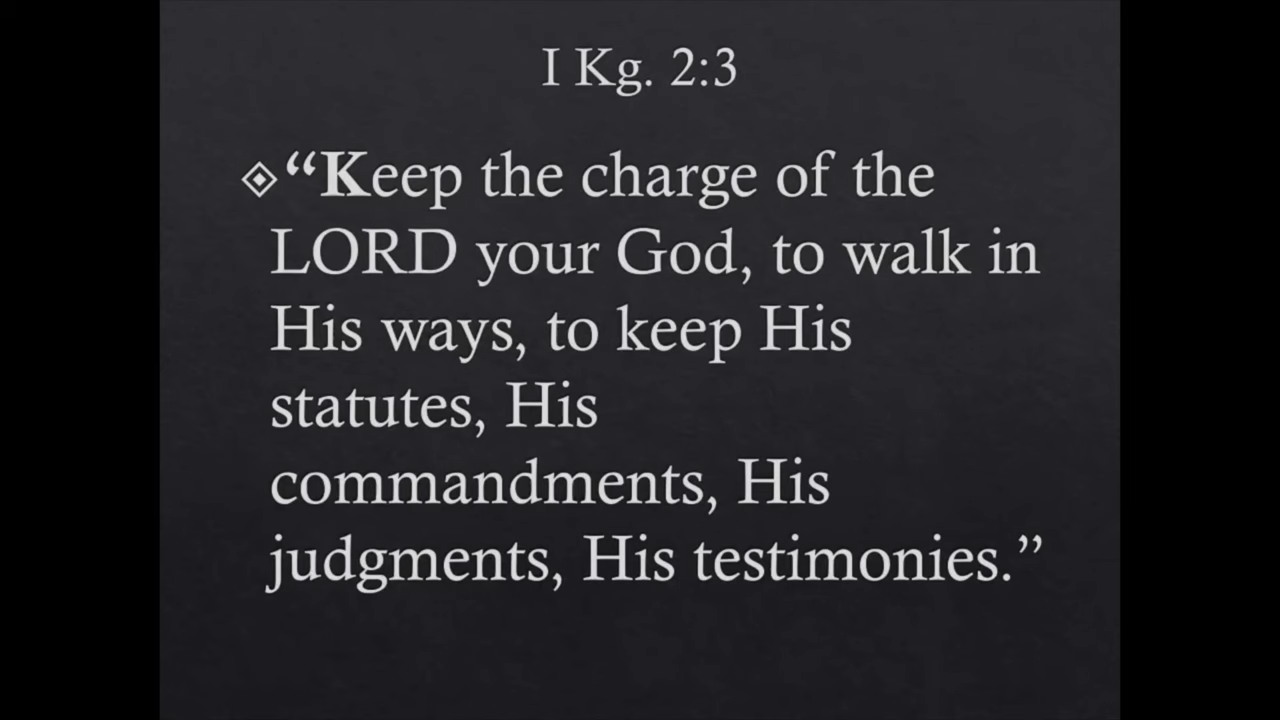 I Kg. 2:3
“Keep the charge of the
LORD your God, to walk in
His ways, to keep His
statutes, His
commandments, His
judgments, His testimonies.”